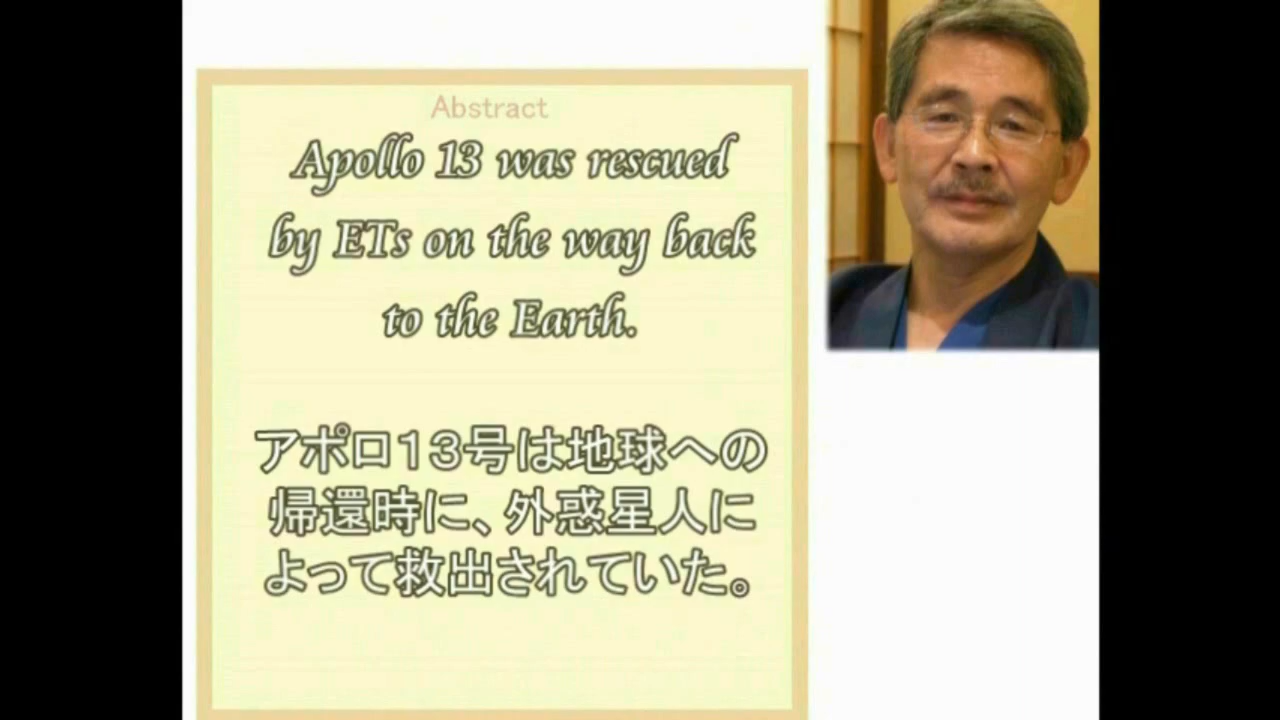 Abstract
Apollo 13 was rescued
by ETs on the way back
to the Earth.
アポロ１３号は地球への
帰還時に、外惑星人に
よって救出されていた。